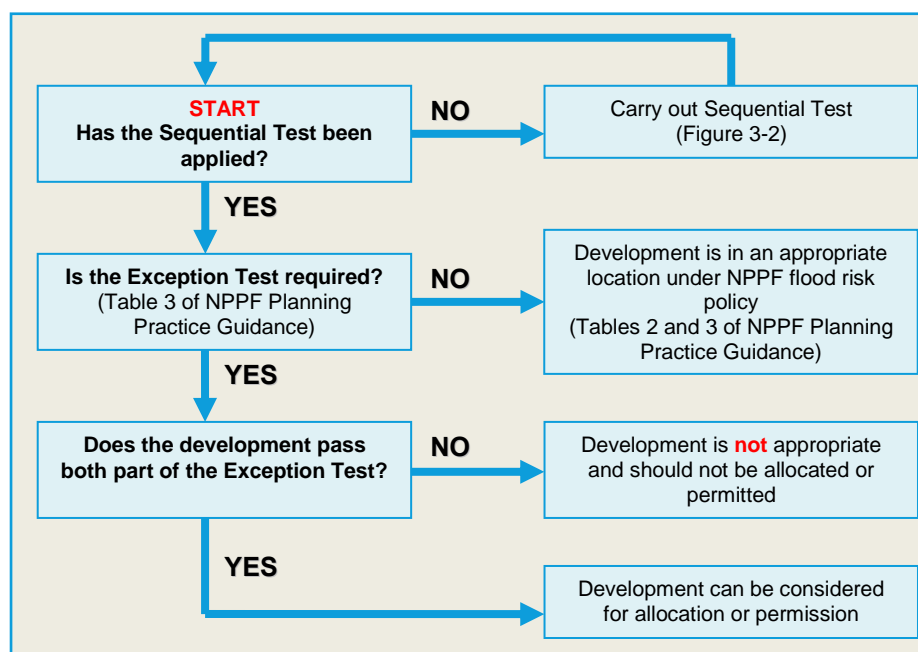 START
Has the Sequential Test been
applied?
NO
Carry out Sequential Test
(Figure 3-2)
YES
Is the Exception Test required?
(Table 3 of NPPF Planning
Practice Guidance)
NO
Development is in an appropriate
location under NPPF flood risk
policy
(Tables 2 and 3 of NPPF Planning
Practice Guidance)
YES
Does the development pass
both part of the Exception Test?
NO
Development is not appropriate
and should not be allocated or
permitted
YES
Development can be considered
for allocation or permission